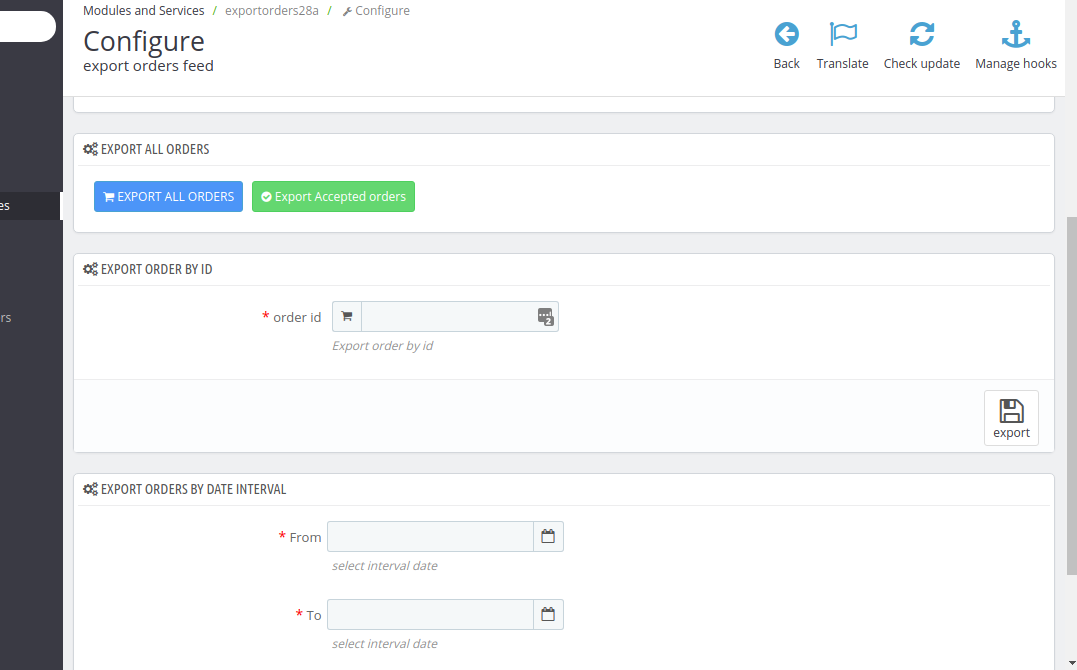 Modules and Services / exportorders28a / Configure
Configure
export orders feed
Back
Translate
Check update
Manage hooks
EXPORT ALL ORDERS
EXPORT ALL ORDERS
Export Accepted orders
es
EXPORT ORDER BY ID
* order id
2
Export order by id
rs
export
EXPORT ORDERS BY DATE INTERVAL
* From
select interval date
* To
select interval date